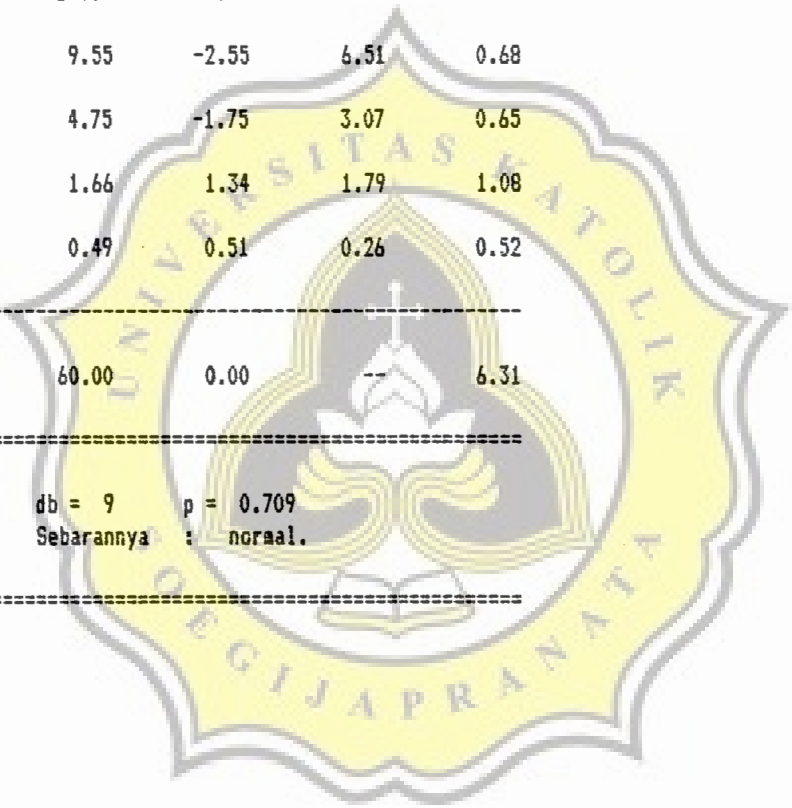 9.55 -2.55 6.51 0.68
4.75 -1.75 3.07 0.65
1.66 1.34 1.79 1.08
0.49 0.51 0.26 0.52
60.00 0.00 -- 6.31
db = 9 p = 0.709
Sebarannya : normal.
UNIVERSITAS KATOLIK
SOEGIJAPRANATA